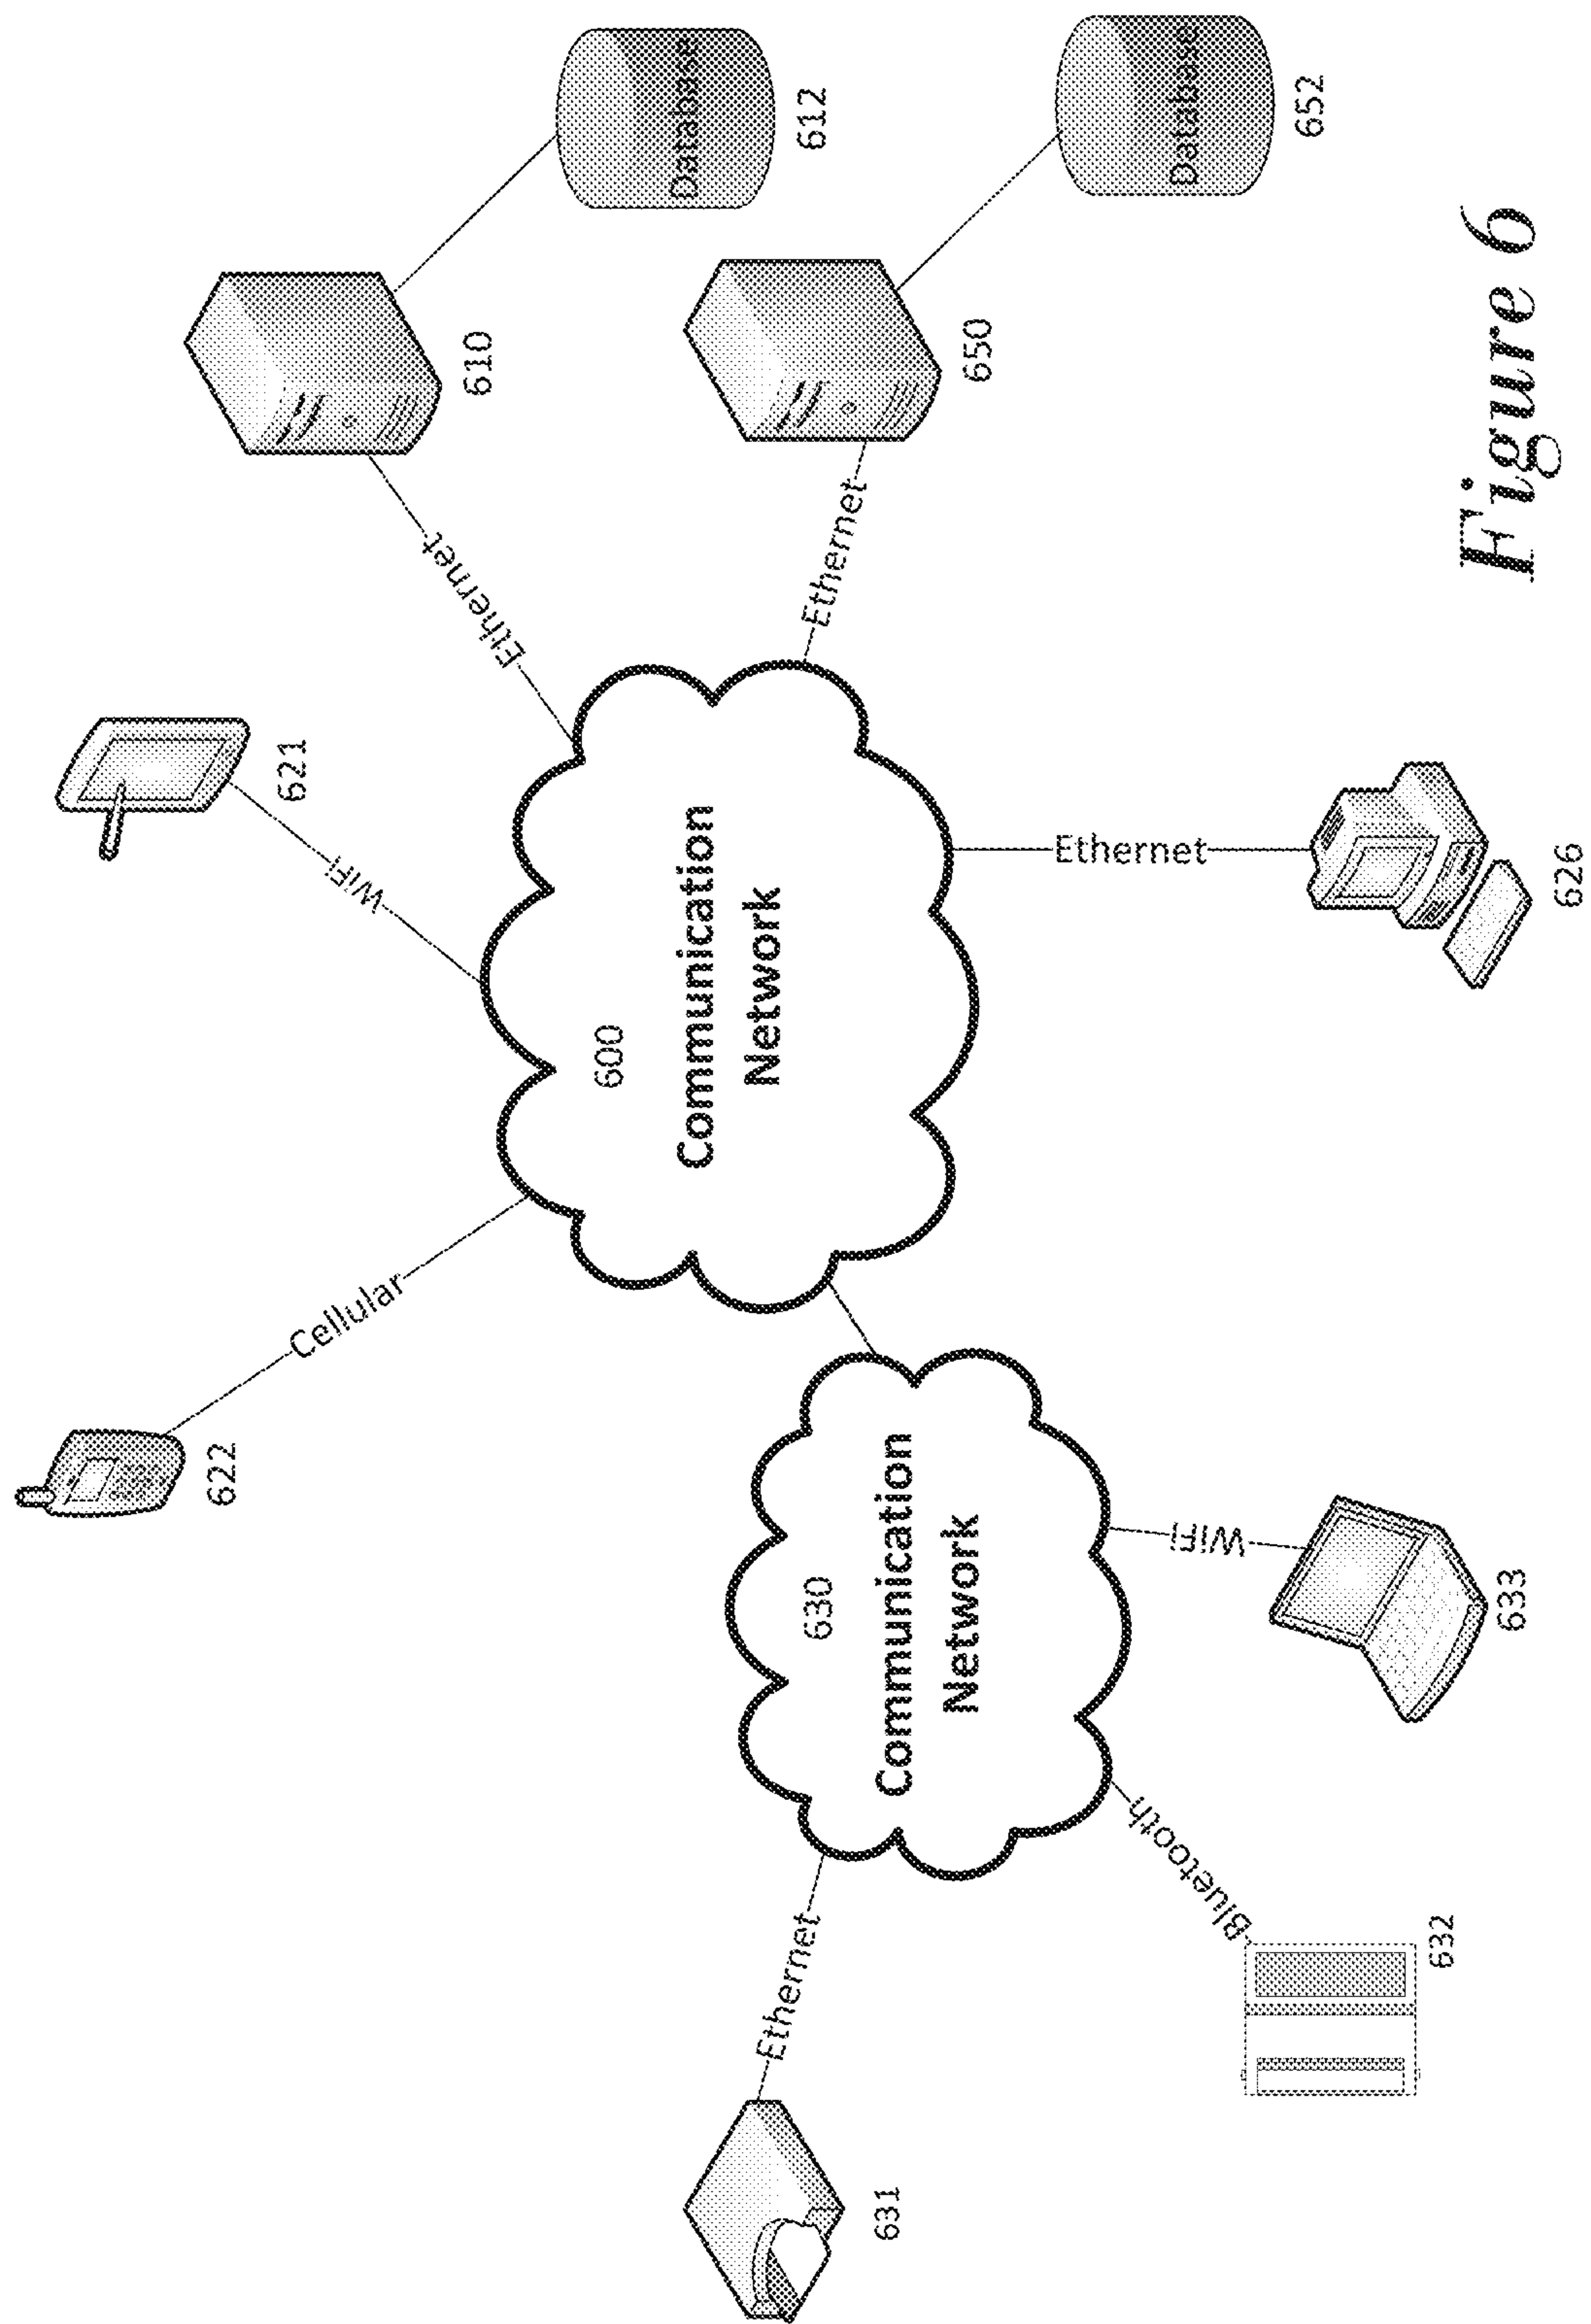 622
Cellular
621
WiFi
610
Ethernet
Database
612
600
Communication
Network
Ethernet
650
Database
652
630
Communication
Network
Ethernet
631
Bluetooth
632
WiFi
633
Ethernet
626
Figure 6